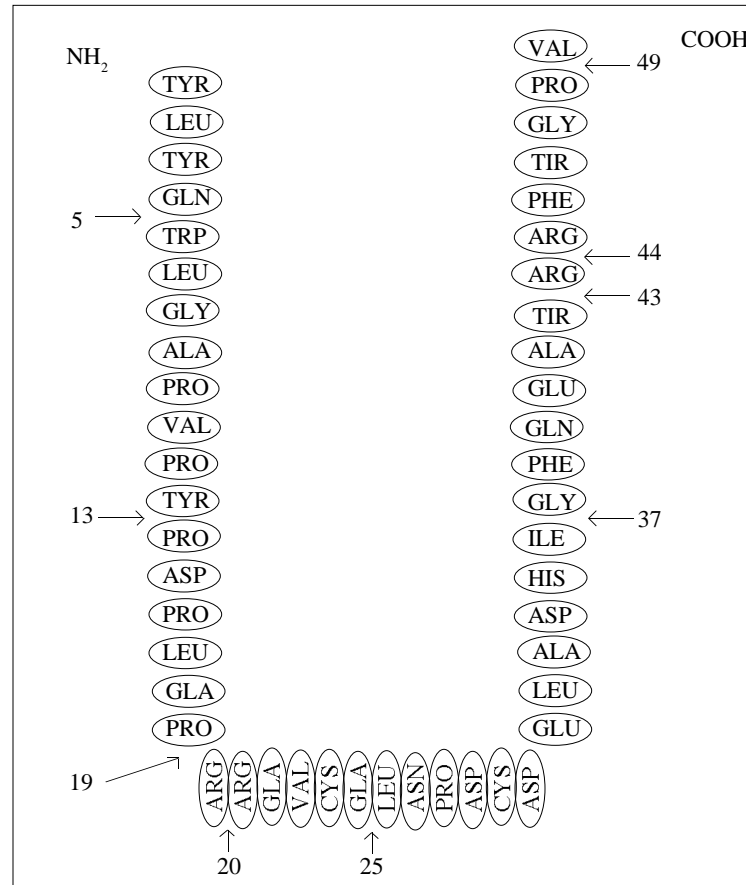 NH2
COOH
TYR
LEU
TYR
GLN
5
TRP
LEU
GLY
ALA
PRO
VAL
PRO
TYR
13
PRO
ASP
PRO
LEU
GLA
PRO
19
ARG
20
ARG
GLA
VAL
CYS
GLA
25
LEU
ASN
PRO
ASP
CYS
ASP
VAL
49
PRO
GLY
TIR
PHE
ARG
44
ARG
43
TIR
ALA
GLU
GLN
PHE
GLY
37
ILE
HIS
ASP
ALA
LEU
GLU